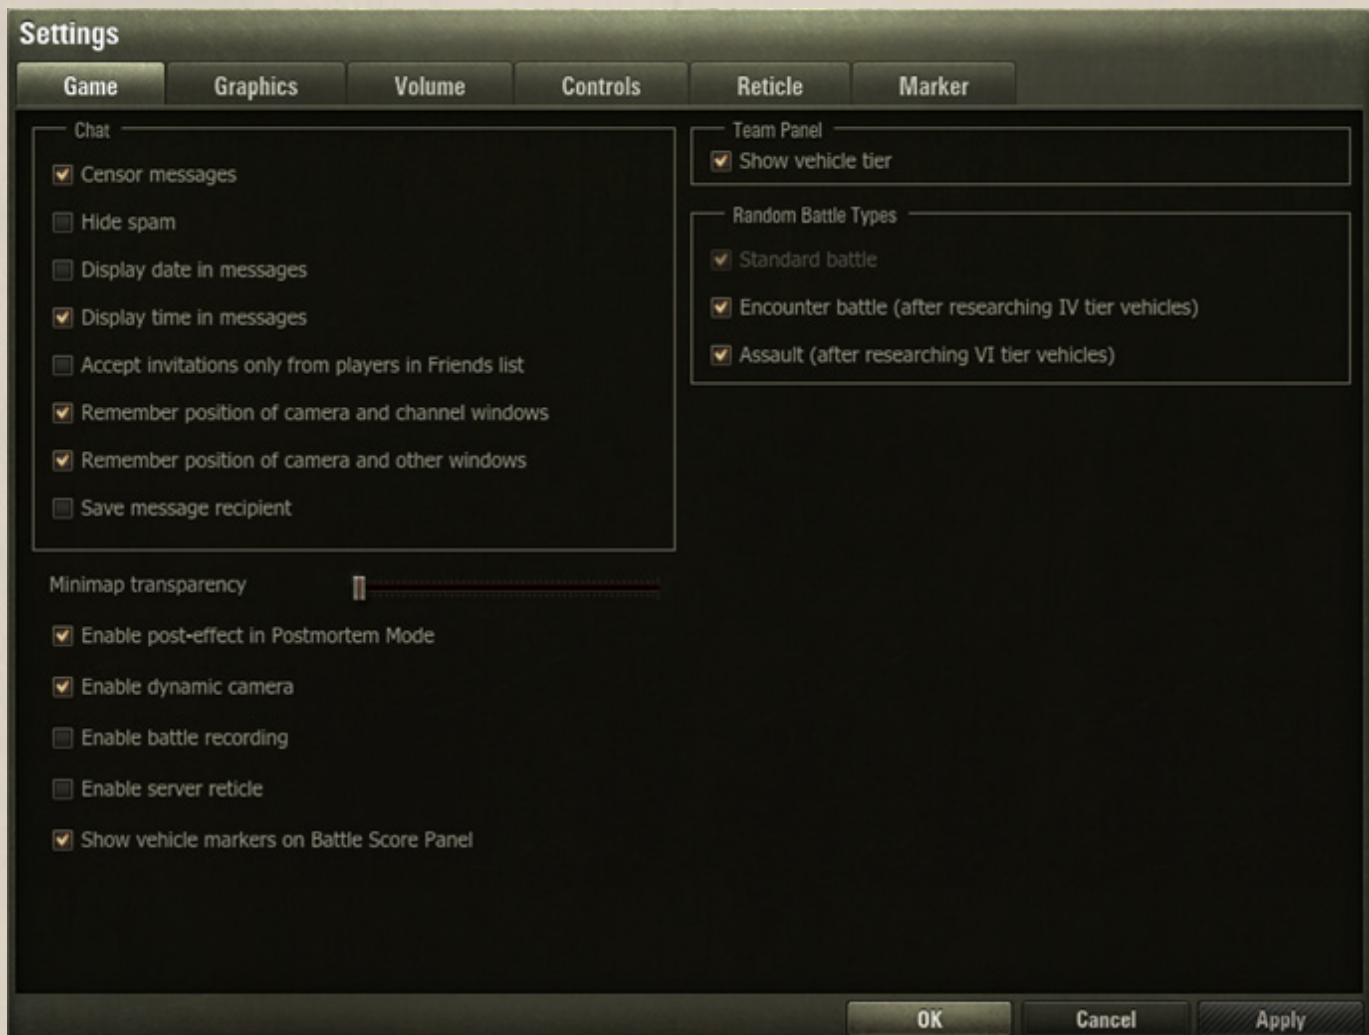 Settings
Game Graphics Volume Controls Reticle Marker
Chat
Censor messages
Hide spam
Display date in messages
Display time in messages
Accept invitations only from players in Friends list
Remember position of camera and channel windows
Remember position of camera and other windows
Save message recipient
Minimap transparency
Enable post-effect in Postmortem Mode
Enable dynamic camera
Enable battle recording
Enable server reticle
Show vehicle markers on Battle Score Panel
Team Panel
Show vehicle tier
Random Battle Types
Standard battle
Encounter battle (after researching IV tier vehicles)
Assault (after researching VI tier vehicles)
OK Cancel Apply